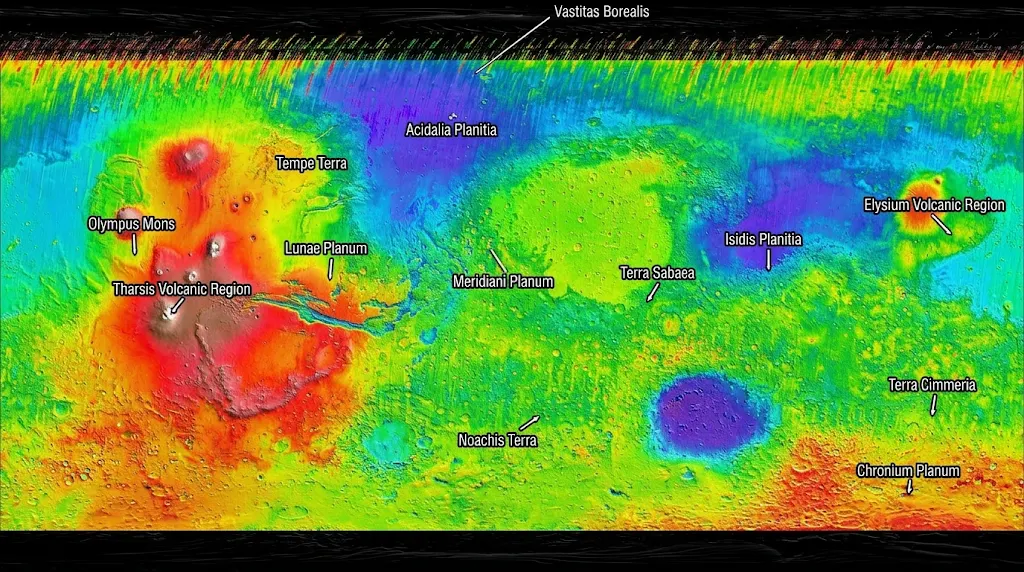 Vastitas Borealis
Acidalia Planitia
Tempe Terra
Olympus Mons
Elysium Volcanic Region
Lunae Planum
Isidis Planitia
Meridiani Planum
Terra Sabaea
Tharsis Volcanic Region
Terra Cimmeria
Noachis Terra
Chronium Planum